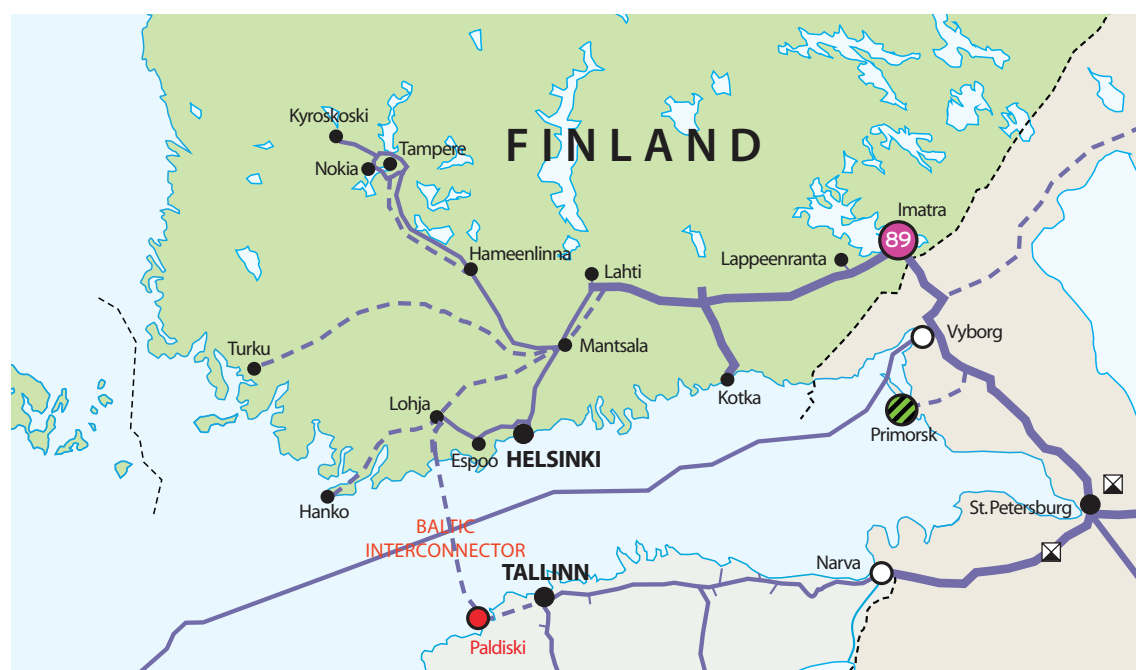 Kyroskoski
Tampere
Nokia
FINLAND
Imatra
89
Hameenlinna
Lahti
Lappeenranta
Turku
Mantsala
Vyborg
Kotka
Lohja
Primorsk
Espoo
HELSINKI
Hanko
St.Petersburg
BALTIC
INTERCONNECTOR
Narva
TALLINN
Paldiski